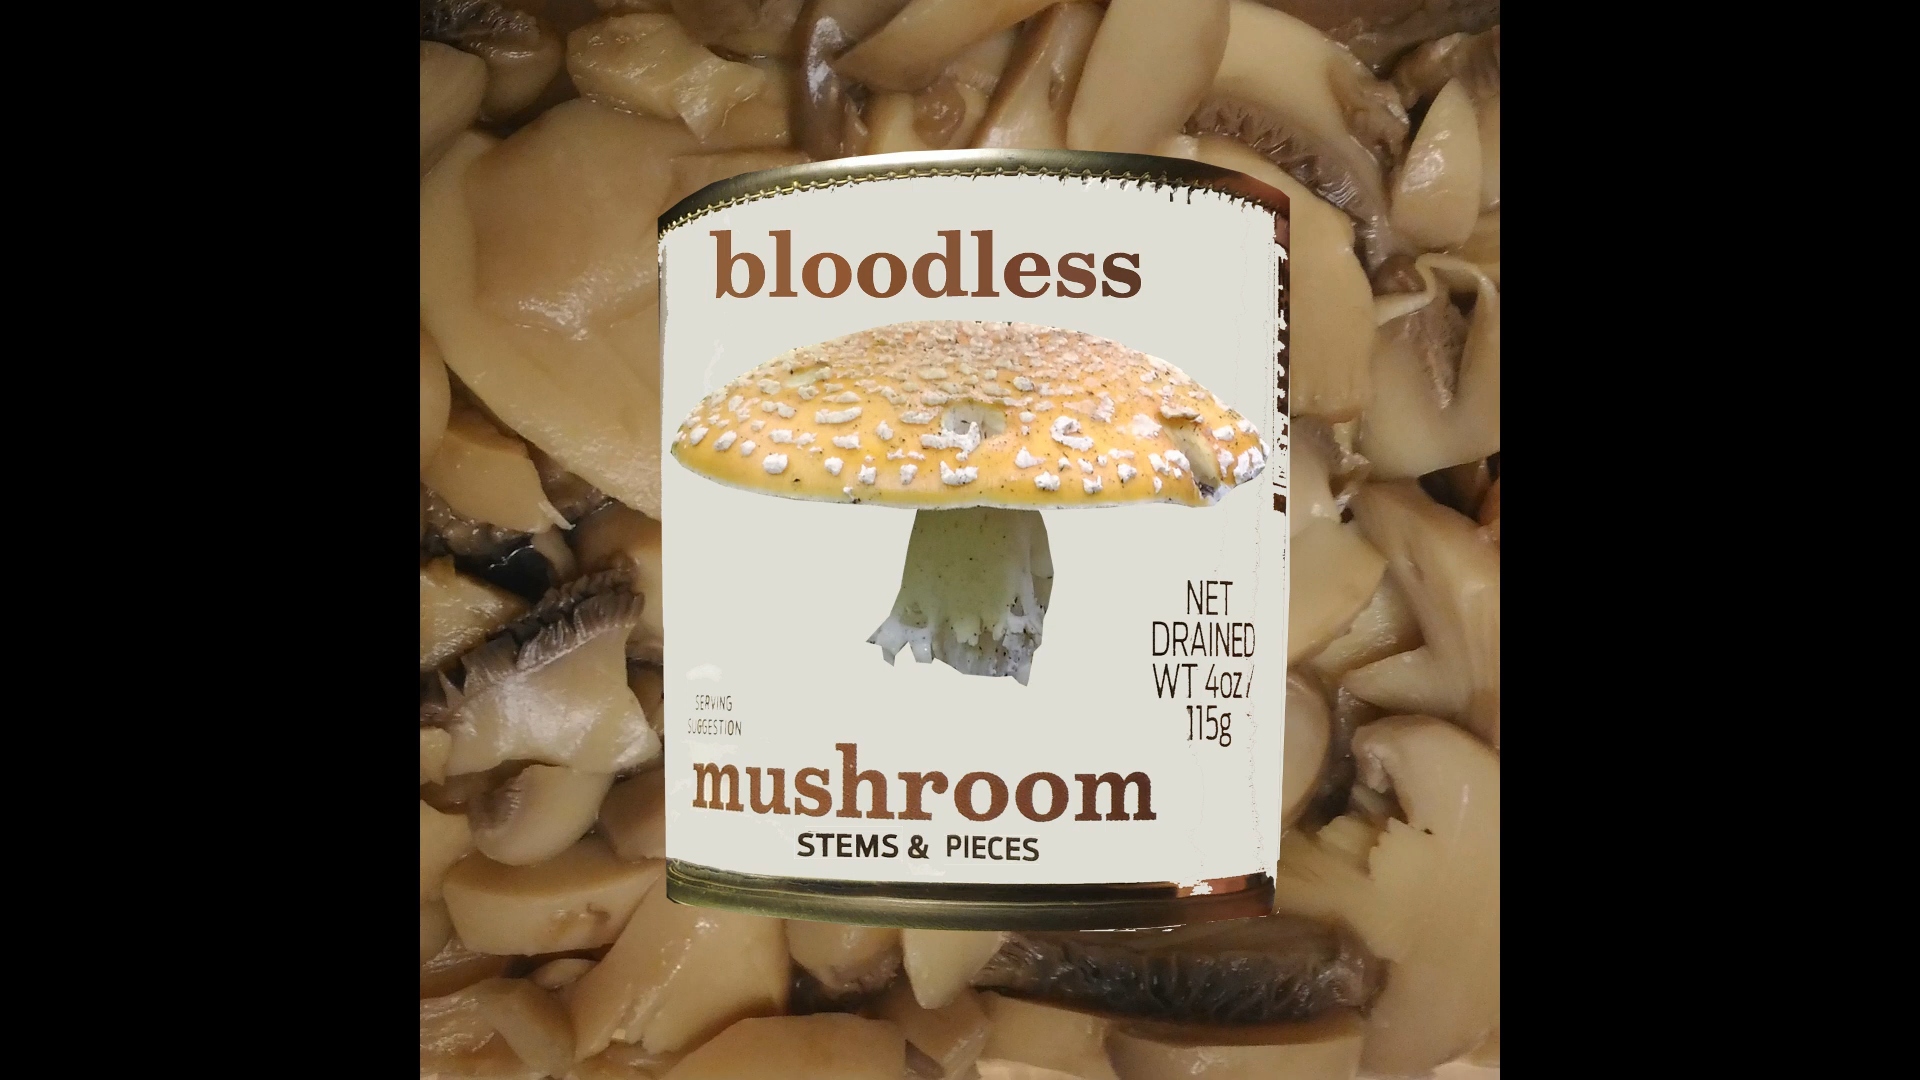 bloodless
NET
DRAINED
WT 4oz/
115g
SERVING
SUGGESTION
mushroom
STEMS & PIECES